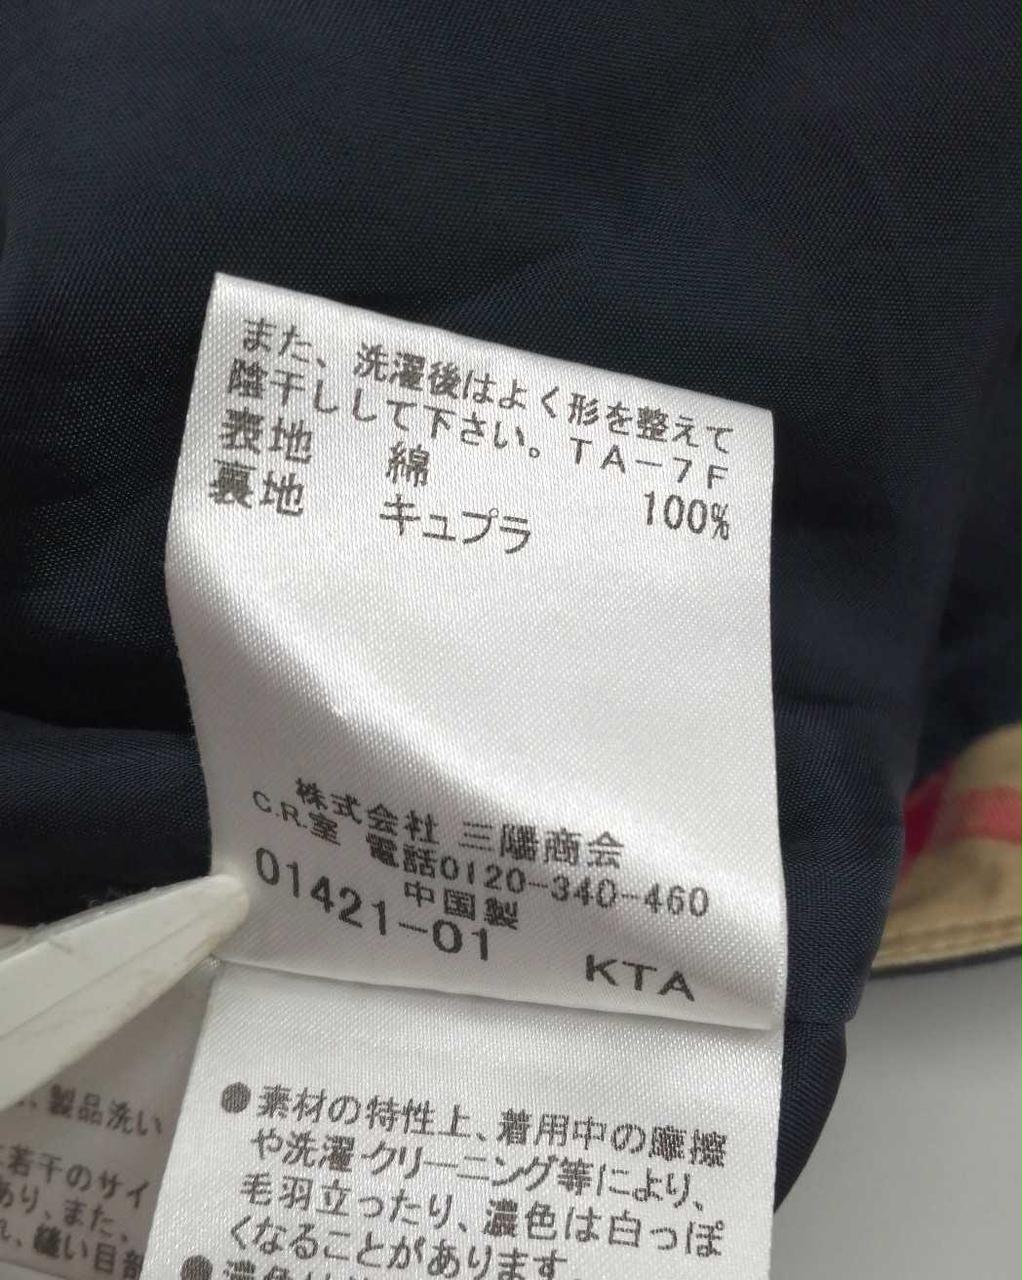 また、洗濯後はよく形を整えて
陰干しして下さい。TA-7F
表地 綿 100%
裏地 キュプラ
株式会社 三陽商会
C.R.室 電話0120-340-460
中国製
01421-01 KTA
●素材の特性上、着用中の摩擦
や洗濯・クリーニング等により、
毛羽立ったり、濃色は白っぽ
くなることがあります。
製品洗い
若干のサイ
あり、また、
縫い目部